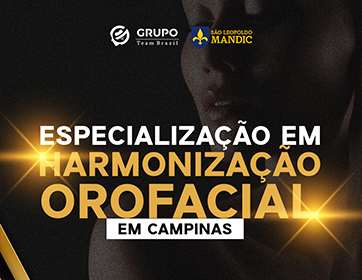 GRUPO
Team Brazil
SÃO LEOPOLDO
MANDIC
ESPECIALIZAÇÃO EM
HARMONIZAÇÃO
OROFACIAL
EM CAMPINAS